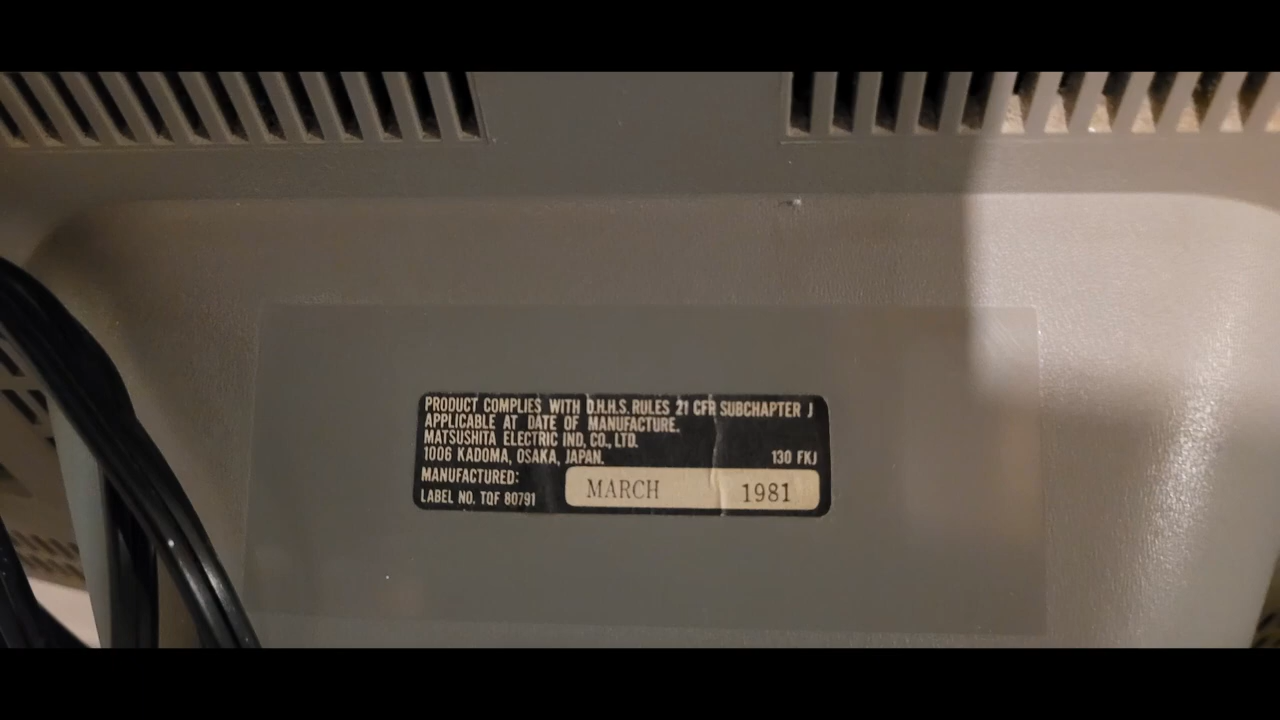 PRODUCT COMPLIES WITH D.H.H.S. RULES 21 CFR SUBCHAPTER J
APPLICABLE AT DATE OF MANUFACTURE.
MATSUSHITA ELECTRIC IND, CO., LTD.
1006 KADOMA, OSAKA, JAPAN. 130 FKJ
MANUFACTURED: MARCH 1981
LABEL NO. TQF 80791